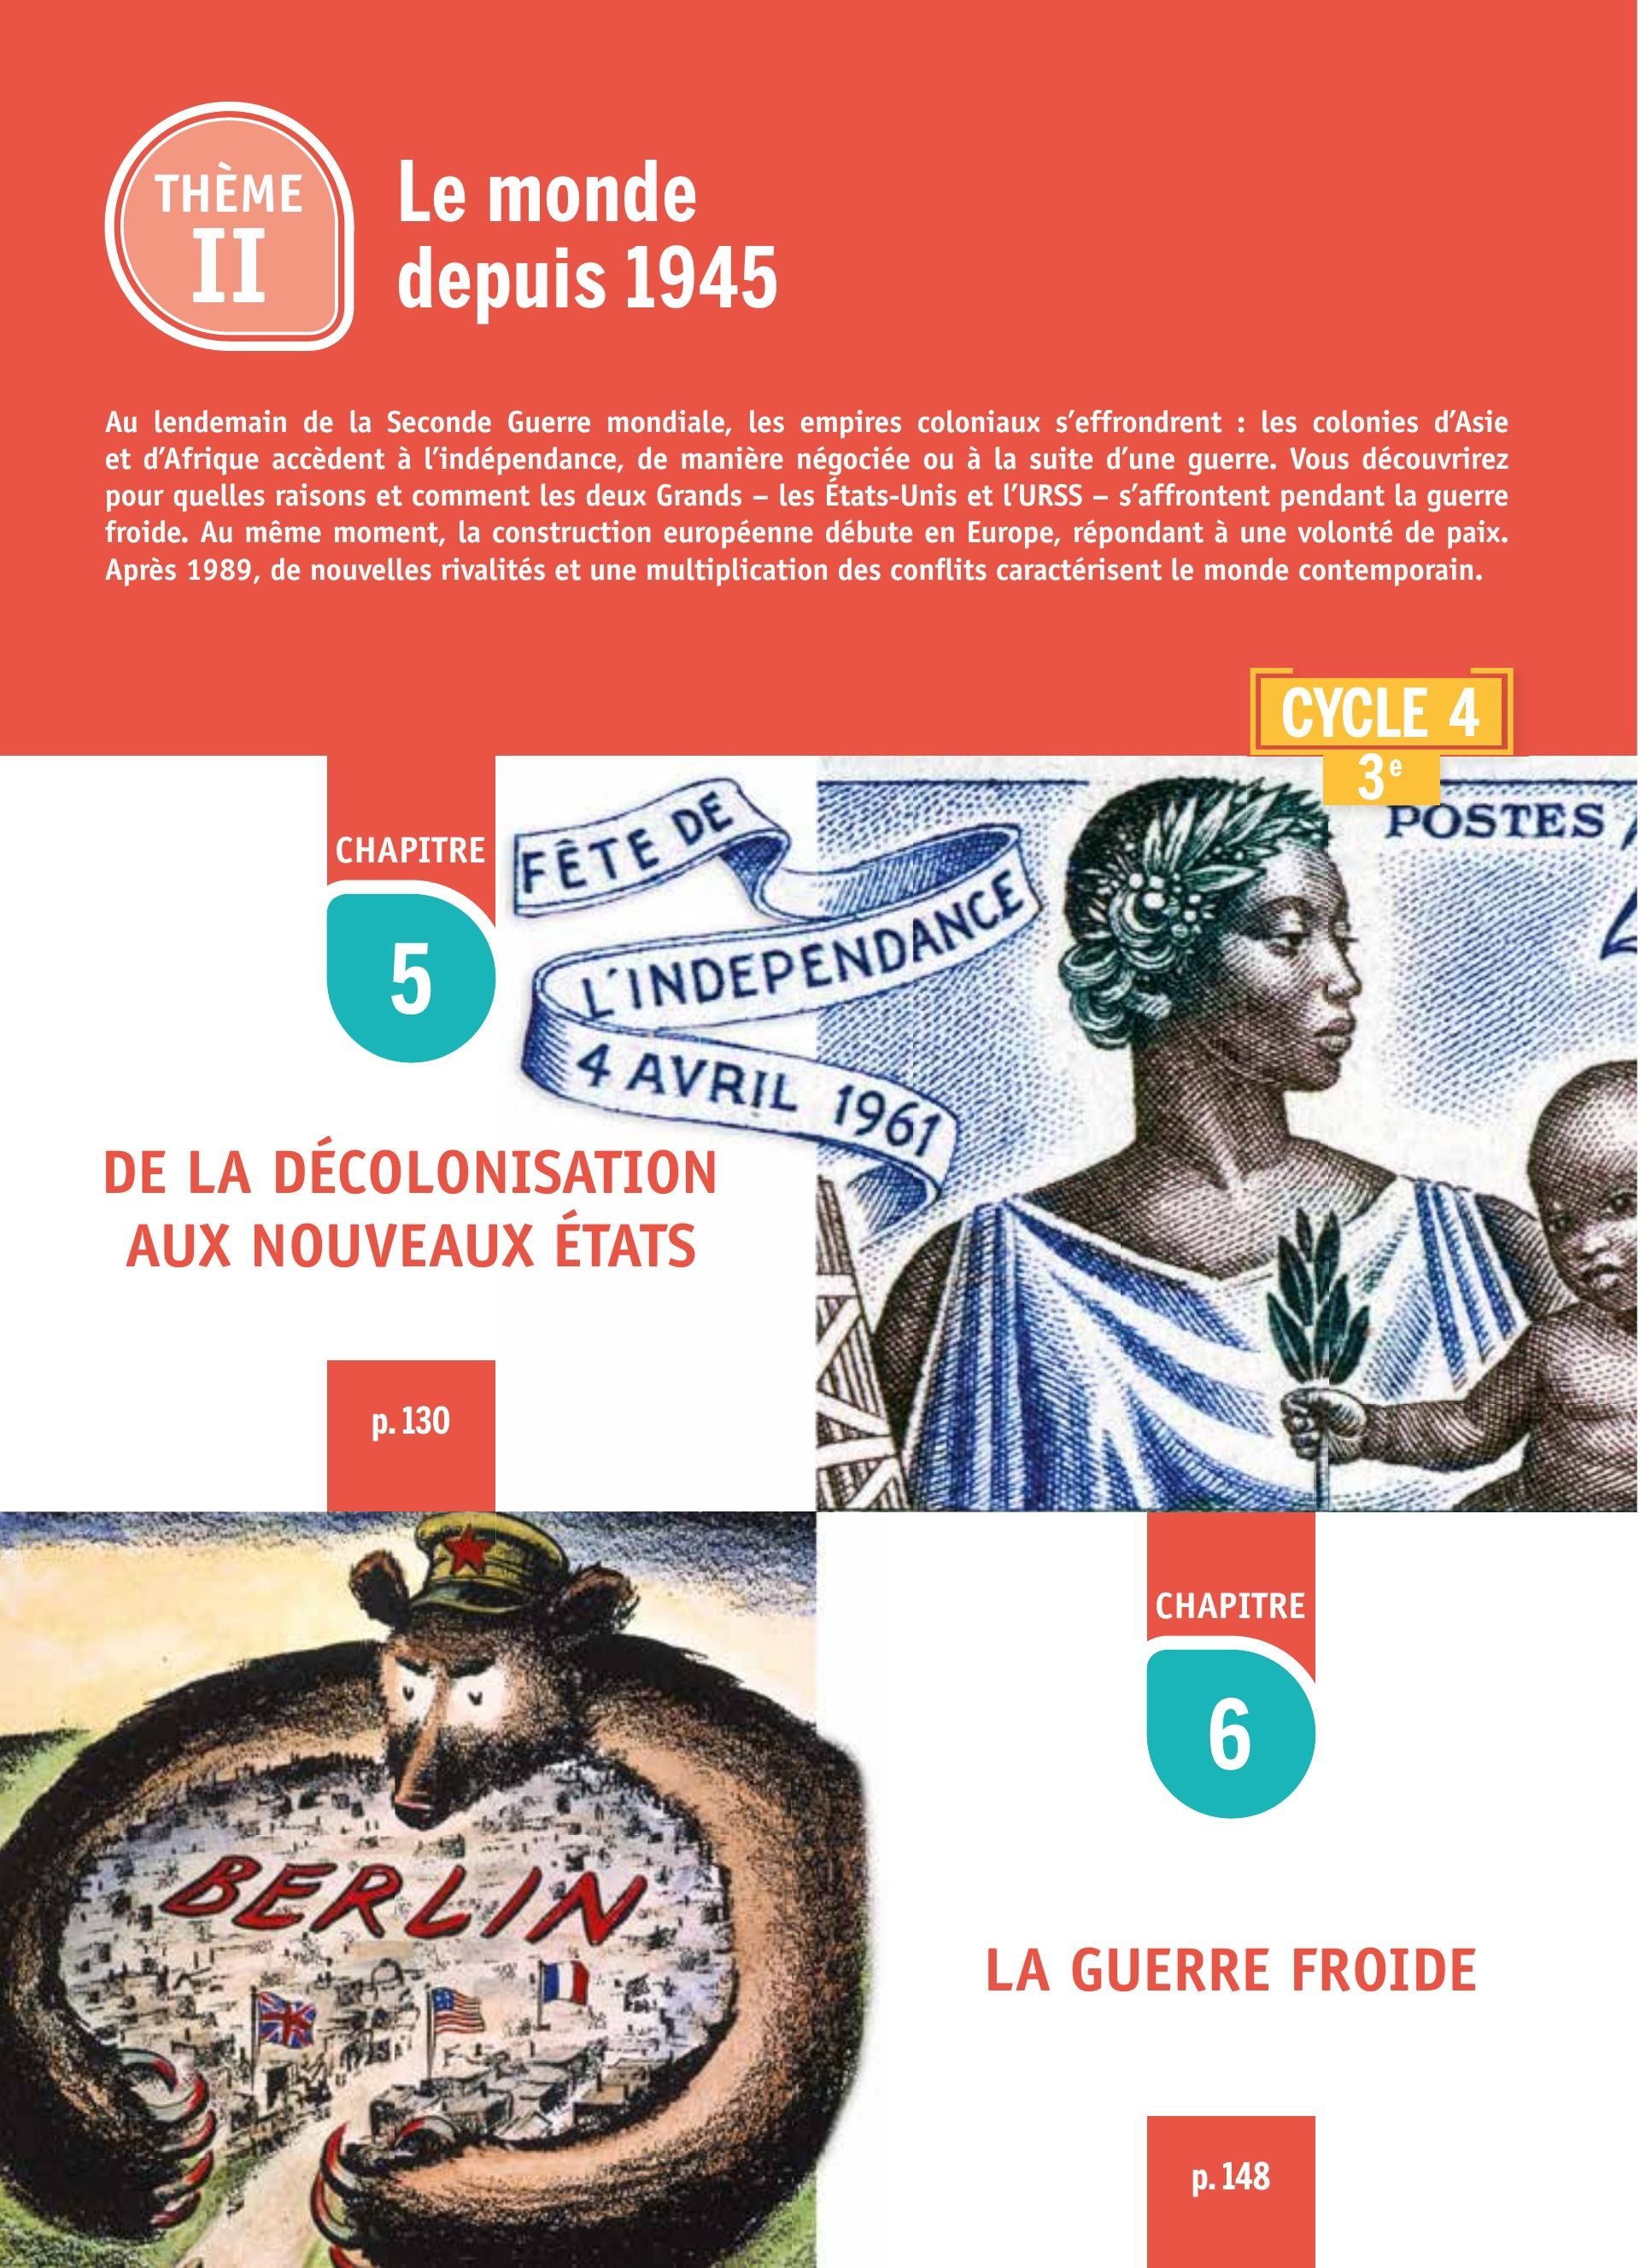 THÈME
II
Le monde
depuis 1945
Au lendemain de la Seconde Guerre mondiale, les empires coloniaux s'effrondrent : les colonies d'Asie
et d'Afrique accèdent à l'indépendance, de manière négociée ou à la suite d'une guerre. Vous découvrirez
pour quelles raisons et comment les deux Grands – les États-Unis et l'URSS – s'affrontent pendant la guerre
froide. Au même moment, la construction européenne débute en Europe, répondant à une volonté de paix.
Après 1989, de nouvelles rivalités et une multiplication des conflits caractérisent le monde contemporain.
CYCLE 4
3e
CHAPITRE
5
FÊTE DE
L'INDEPENDANCE
4 AVRIL 1961
POSTES
DE LA DÉCOLONISATION
AUX NOUVEAUX ÉTATS
p. 130
BERLIN
CHAPITRE
6
LA GUERRE FROIDE
p. 148